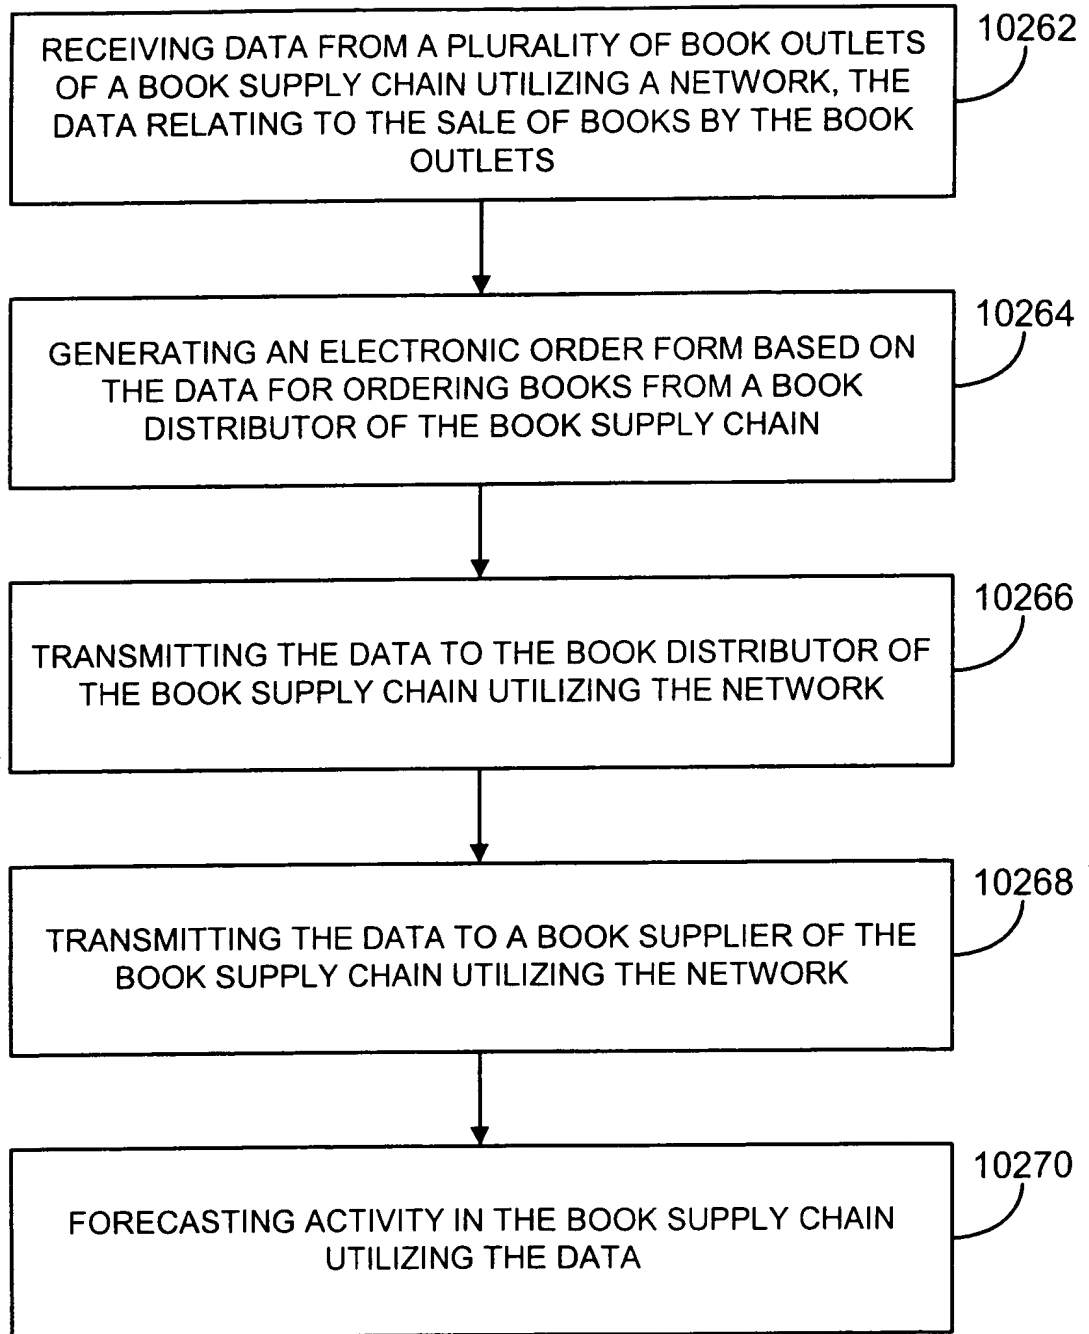 RECEIVING DATA FROM A PLURALITY OF BOOK OUTLETS
OF A BOOK SUPPLY CHAIN UTILIZING A NETWORK, THE
DATA RELATING TO THE SALE OF BOOKS BY THE BOOK
OUTLETS
10262
GENERATING AN ELECTRONIC ORDER FORM BASED ON
THE DATA FOR ORDERING BOOKS FROM A BOOK
DISTRIBUTOR OF THE BOOK SUPPLY CHAIN
10264
TRANSMITTING THE DATA TO THE BOOK DISTRIBUTOR OF
THE BOOK SUPPLY CHAIN UTILIZING THE NETWORK
10266
TRANSMITTING THE DATA TO A BOOK SUPPLIER OF THE
BOOK SUPPLY CHAIN UTILIZING THE NETWORK
10268
FORECASTING ACTIVITY IN THE BOOK SUPPLY CHAIN
UTILIZING THE DATA
10270